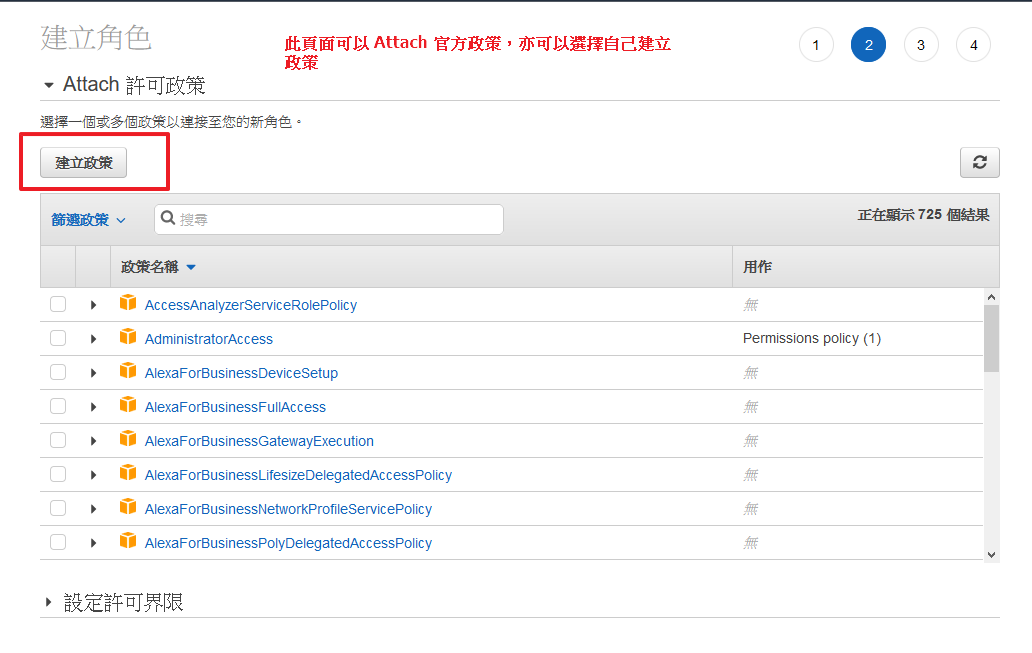 建立角色
此頁面可以 Attach 官方政策，亦可以選擇自己建立
政策
1 2 3 4
Attach 許可政策
選擇一個或多個政策以連接至您的新角色。
建立政策
篩選政策 搜尋 正在顯示 725 個結果
政策名稱 用作
AccessAnalyzerServiceRolePolicy 無
AdministratorAccess Permissions policy (1)
AlexaForBusinessDeviceSetup 無
AlexaForBusinessFullAccess 無
AlexaForBusinessGatewayExecution 無
AlexaForBusinessLifesizeDelegatedAccessPolicy 無
AlexaForBusinessNetworkProfileServicePolicy 無
AlexaForBusinessPolyDelegatedAccessPolicy 無
設定許可界限